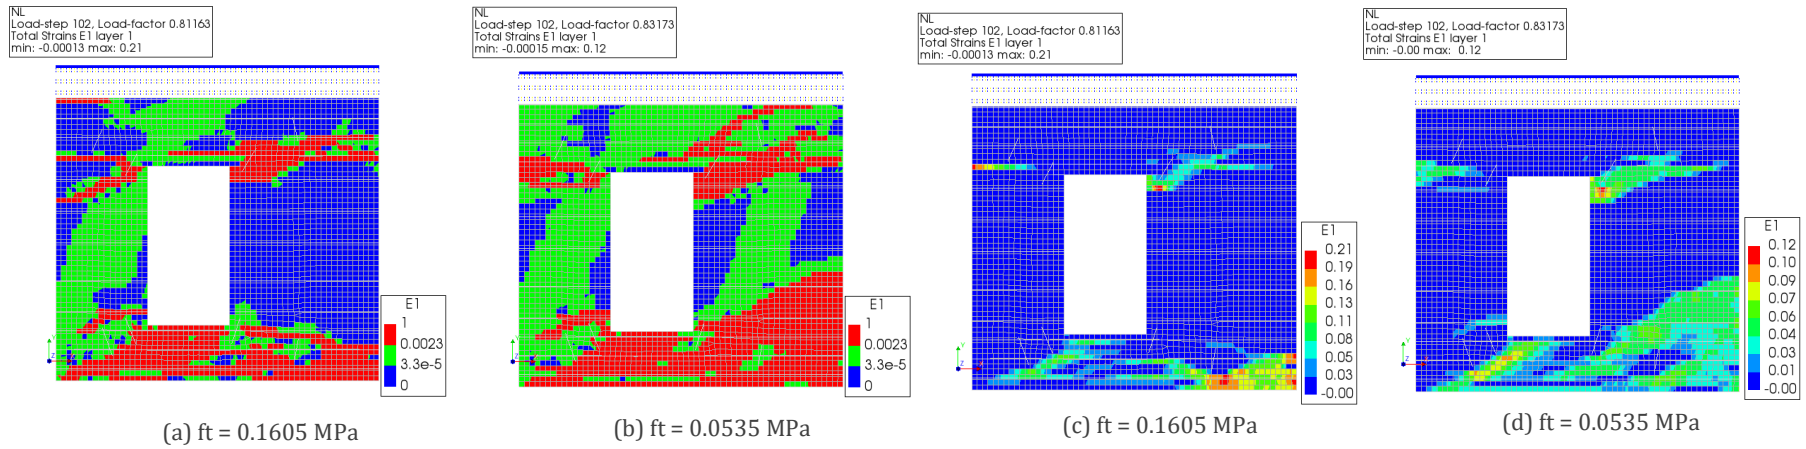 NL
Load-step 102, Load-factor 0.81163
Total Strains E1 layer 1
min: -0.00013 max: 0.21
E1
1
0.0023
3.3e-5
0
(a) ft = 0.1605 MPa
NL
Load-step 102, Load-factor 0.83173
Total Strains E1 layer 1
min: -0.00015 max: 0.12
E1
1
0.0023
3.3e-5
0
(b) ft = 0.0535 MPa
NL
Load-step 102, Load-factor 0.81163
Total Strains E1 layer 1
min: -0.00013 max: 0.21
E1
0.21
0.19
0.16
0.13
0.11
0.08
0.05
0.03
-0.00
(c) ft = 0.1605 MPa
NL
Load-step 102, Load-factor 0.83173
Total Strains E1 layer 1
min: -0.00 max: 0.12
E1
0.12
0.10
0.09
0.07
0.06
0.04
0.03
0.01
-0.00
(d) ft = 0.0535 MPa